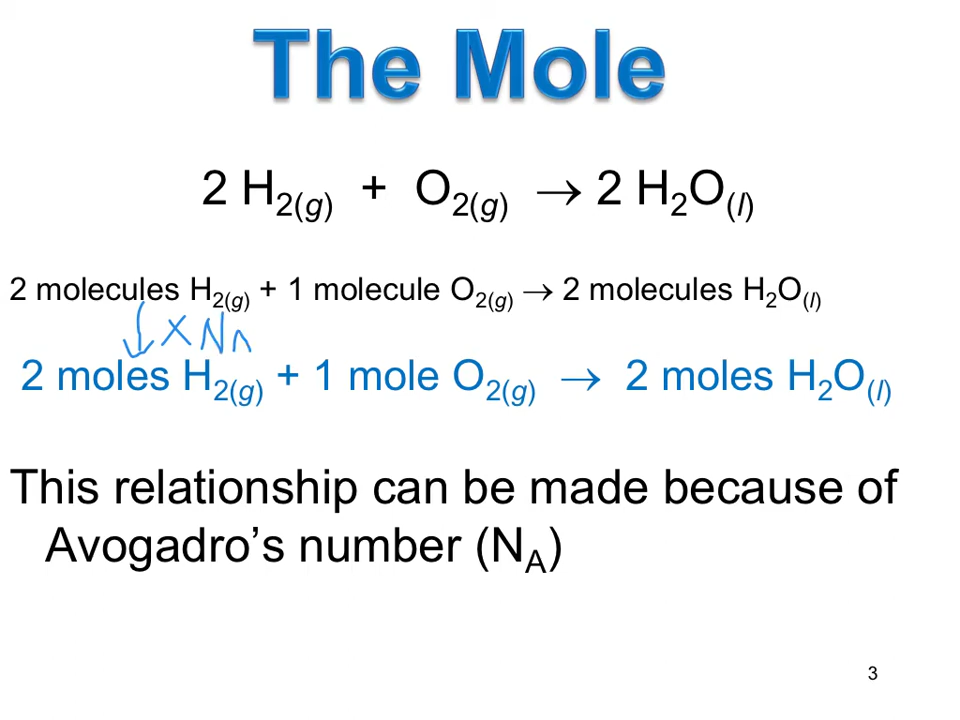 The Mole
2 H₂₍g₎ + O₂₍g₎ → 2 H₂O₍l₎
2 molecules H₂₍g₎ + 1 molecule O₂₍g₎ → 2 molecules H₂O₍l₎
× NA
2 moles H₂₍g₎ + 1 mole O₂₍g₎ → 2 moles H₂O₍l₎
This relationship can be made because of
Avogadro’s number (NA)
3